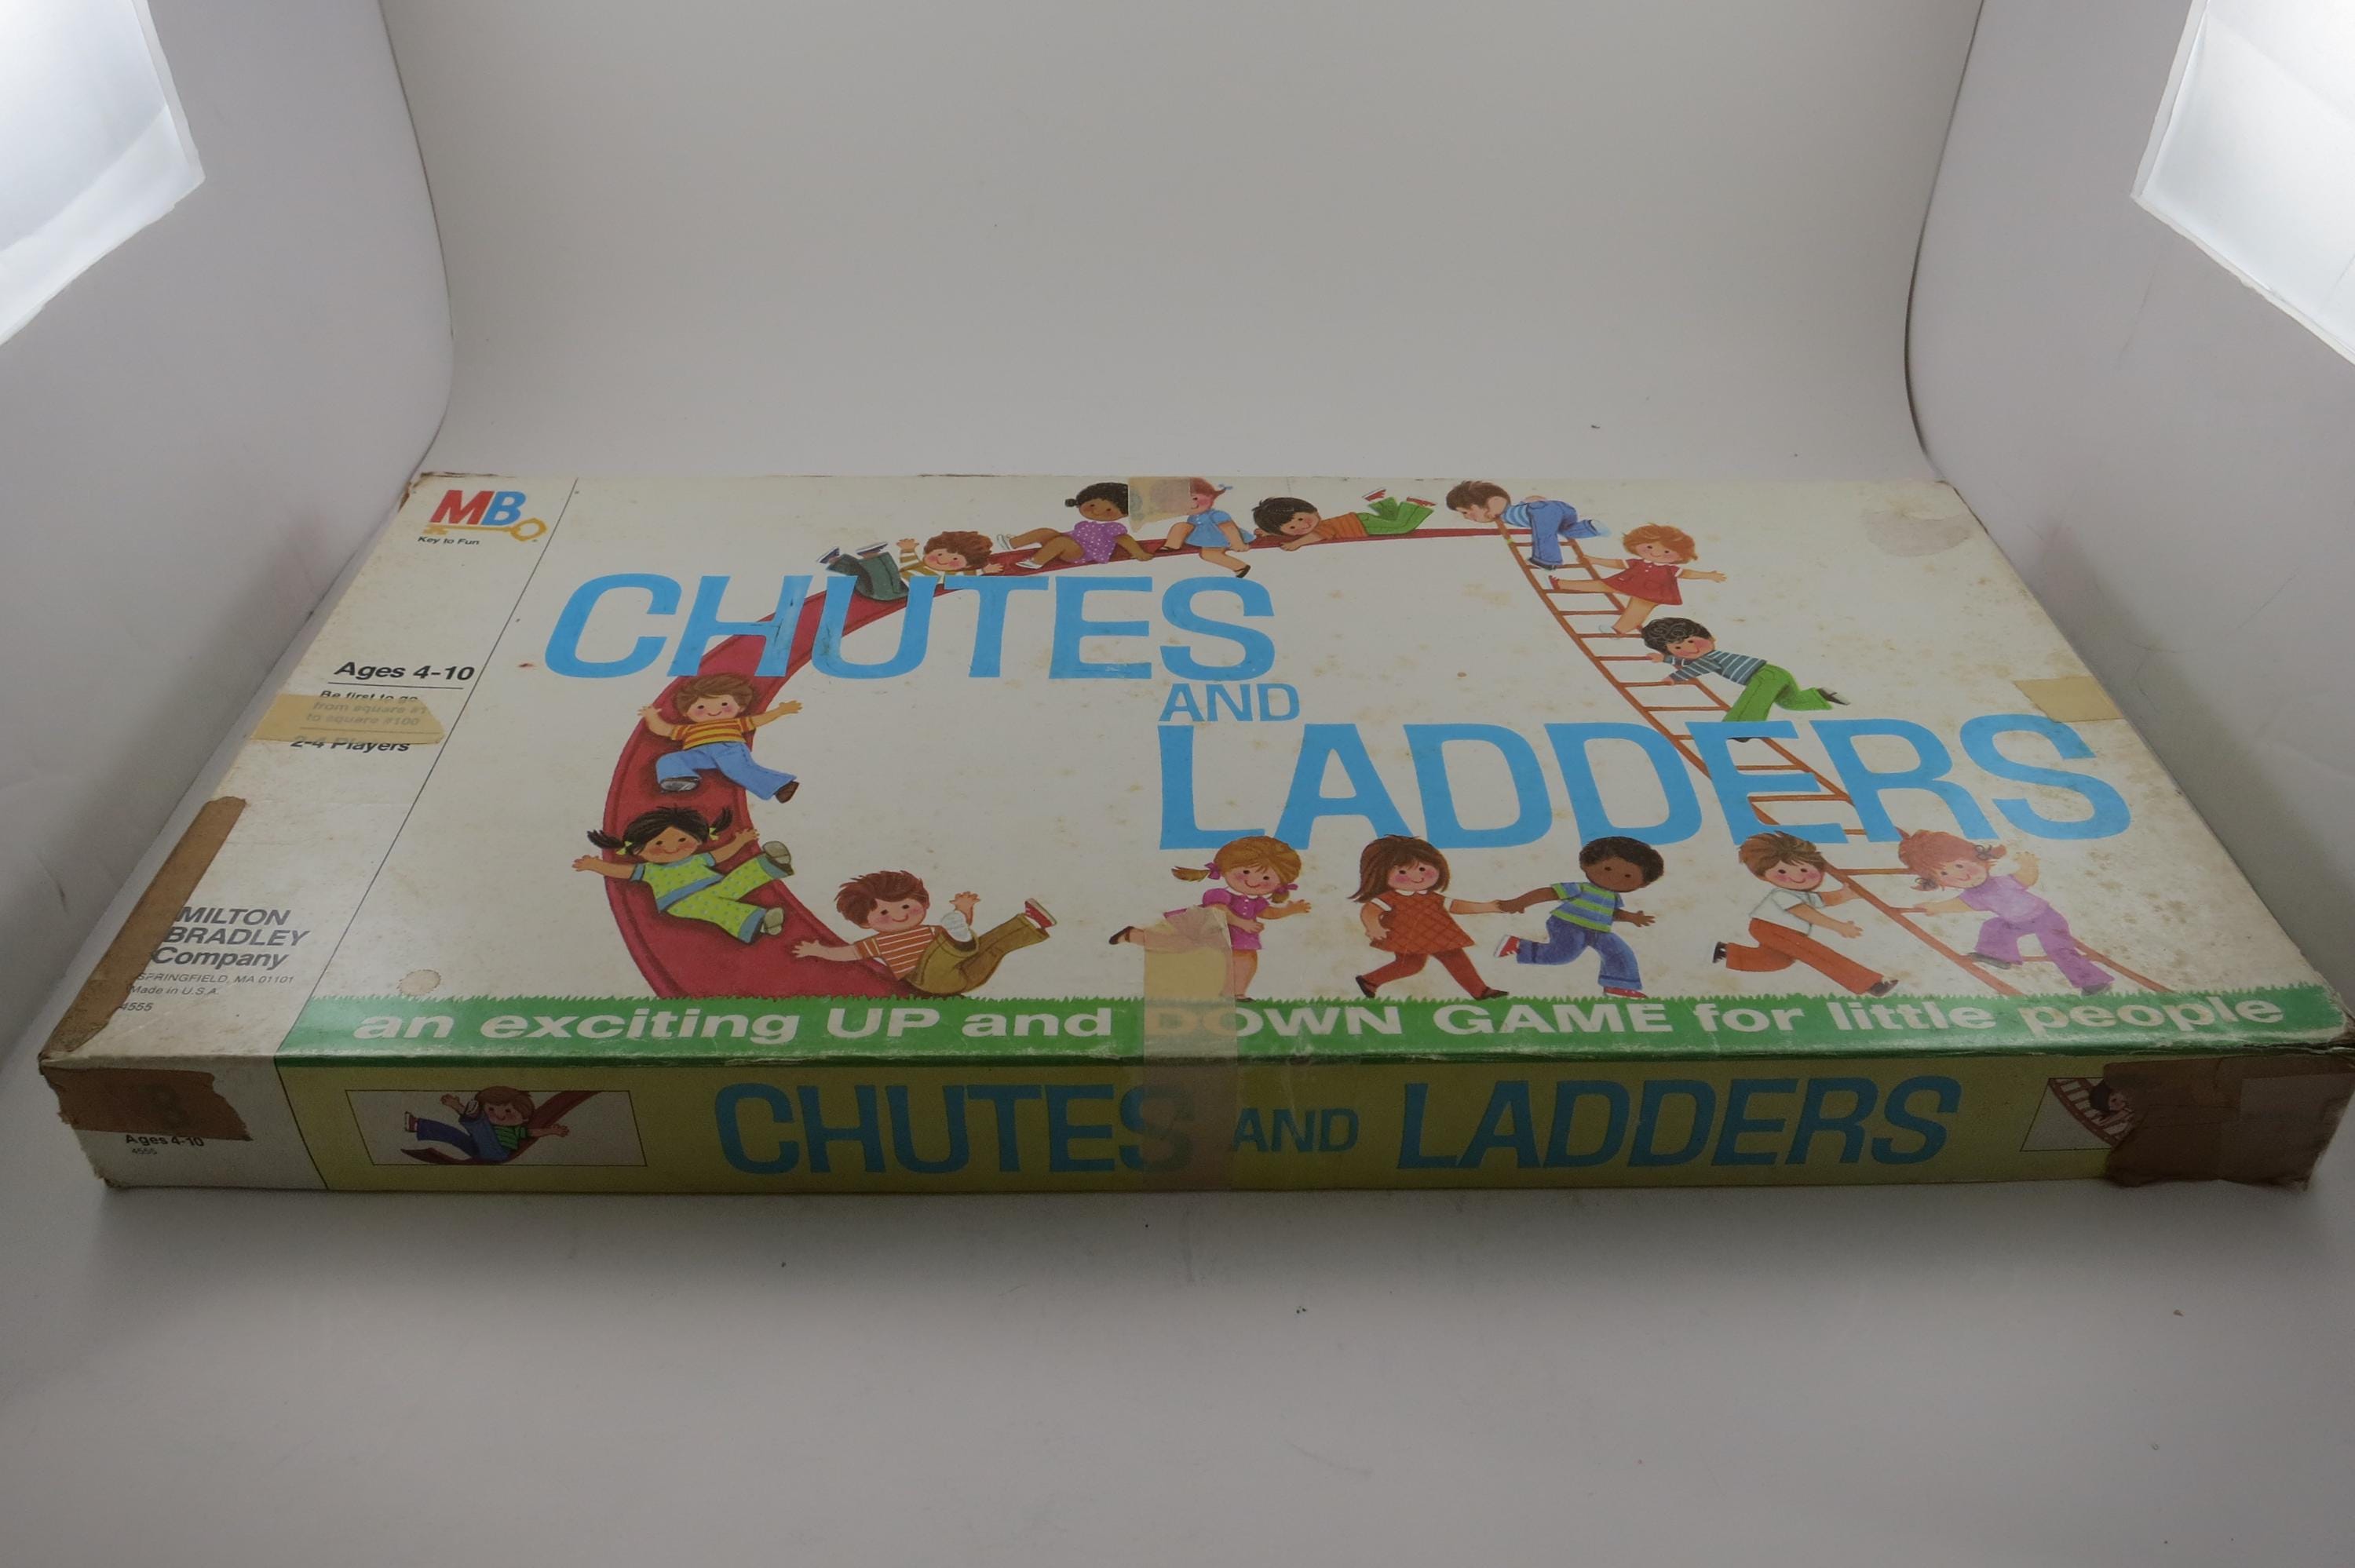 MB
Key to Fun
Ages 4-10
Be first to go
from square #1
to square #100
2-4 Players
MILTON
BRADLEY
Company
SPRINGFIELD, MA 01101
Made in U.S.A.
4555
CHUTES
AND
LADDERS
an exciting UP and DOWN GAME for little people
Ages 4-10
4555
CHUTES AND LADDERS